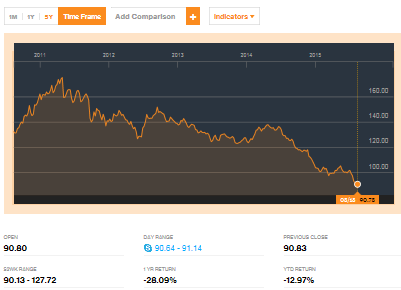 1M 1Y 5Y Time Frame Add Comparison + Indicators
2011 2012 2013 2014 2015
160.00
140.00
120.00
100.00
90.78
OPEN DAY RANGE PREVIOUS CLOSE
90.80 90.64 - 91.14 90.83
52WK RANGE 1 YR RETURN YTD RETURN
90.13 - 127.72 -28.09% -12.97%